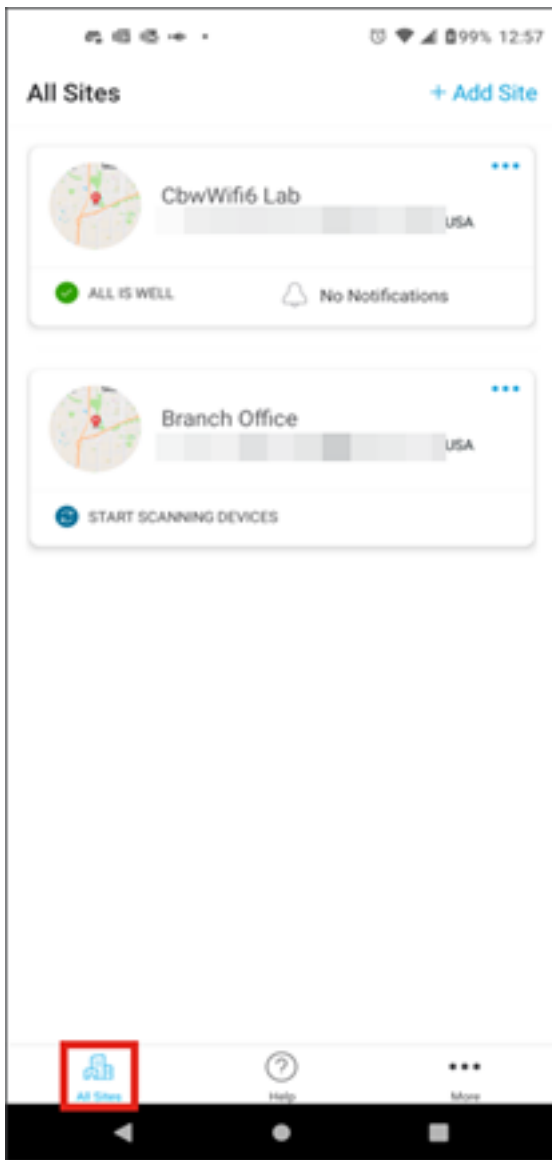 99% 12:57
All Sites + Add Site
CbwWifi6 Lab
USA
ALL IS WELL No Notifications
Branch Office
USA
START SCANNING DEVICES
All Sites Help More